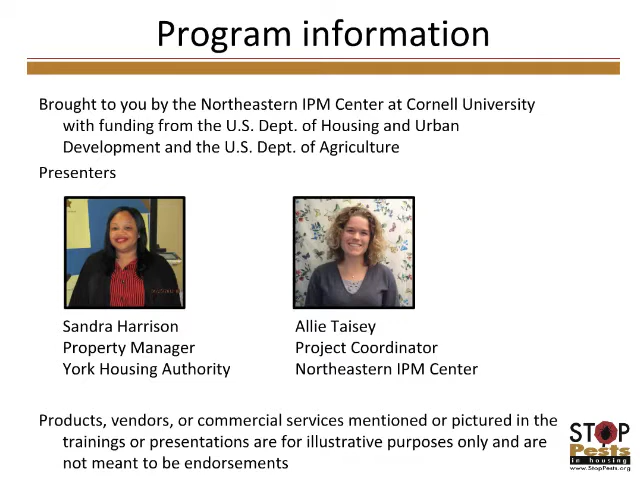 Program information
Brought to you by the Northeastern IPM Center at Cornell University
with funding from the U.S. Dept. of Housing and Urban
Development and the U.S. Dept. of Agriculture
Presenters
Sandra Harrison
Property Manager
York Housing Authority
Allie Taisey
Project Coordinator
Northeastern IPM Center
Products, vendors, or commercial services mentioned or pictured in the
trainings or presentations are for illustrative purposes only and are
not meant to be endorsements
STOP
Pests
in housing
www.StopPests.org